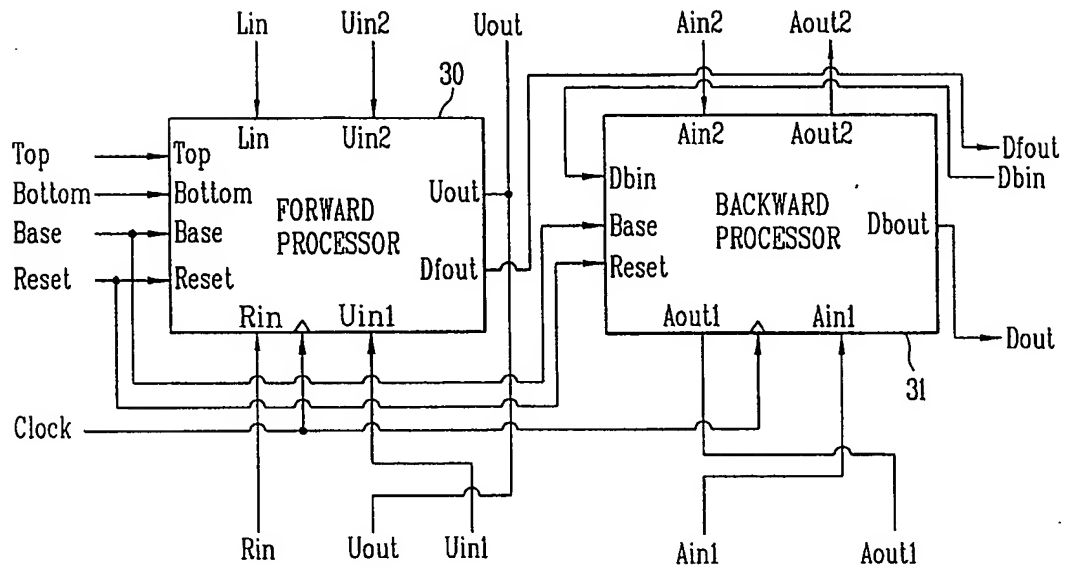 Lin Uin2 Uout Ain2 Aout2
30
Lin Uin2 Ain2 Aout2
Top Top Dfout
Dbin Dbin
Bottom Bottom Uout
FORWARD PROCESSOR
BACKWARD PROCESSOR
Base Base Base Dbout
Reset Reset Dfout Reset
Rin Uin1 Aout1 Ain1
Dout
31
Clock
Rin Uout Uin1 Ain1 Aout1